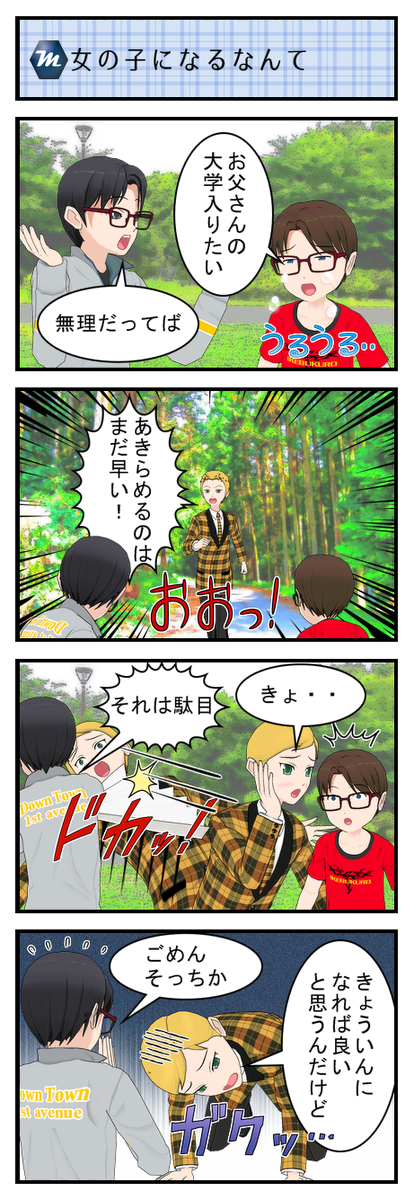 m 女の子になるなんて
お父さんの
大学入りたい
無理だってば
うるうる‥
IKEBUKURO
あきらめるのは
まだ早い!
おおっ!
きょ・・
それは駄目
ドカッ!
DownTown
1st avenue
IKEBUKURO
きょういんに
なれば良い
と思うんだけど
ごめん
そっちか
ガクッ…
DownTown
1st avenue